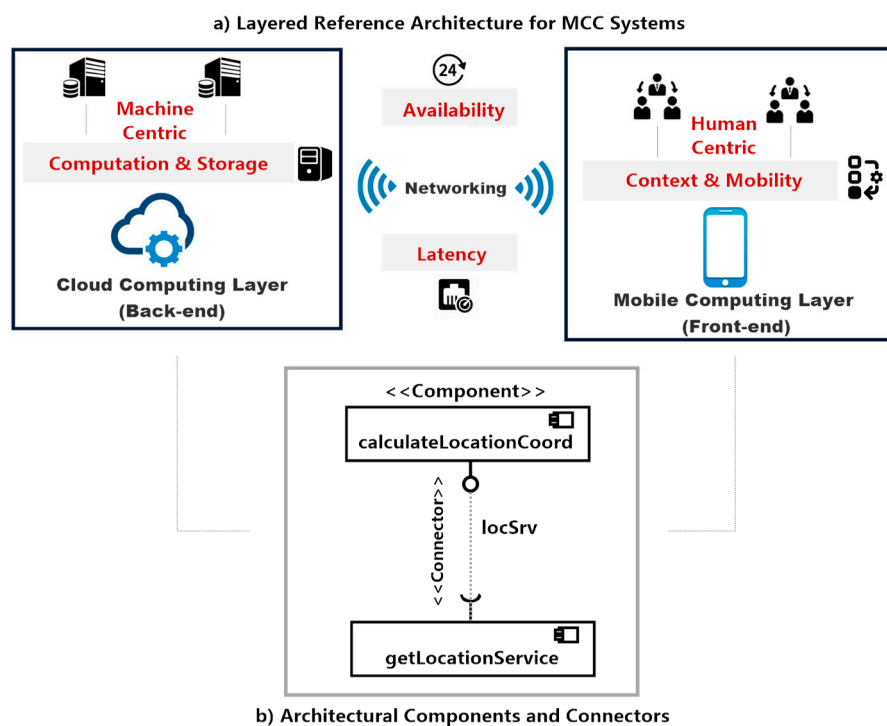 a) Layered Reference Architecture for MCC Systems
Machine
Centric
Computation & Storage
Cloud Computing Layer
(Back-end)
24
Availability
Networking
Latency
Human
Centric
Context & Mobility
Mobile Computing Layer
(Front-end)
<<Component>>
calculateLocationCoord
<<Connector>>
locSrv
getLocationService
b) Architectural Components and Connectors